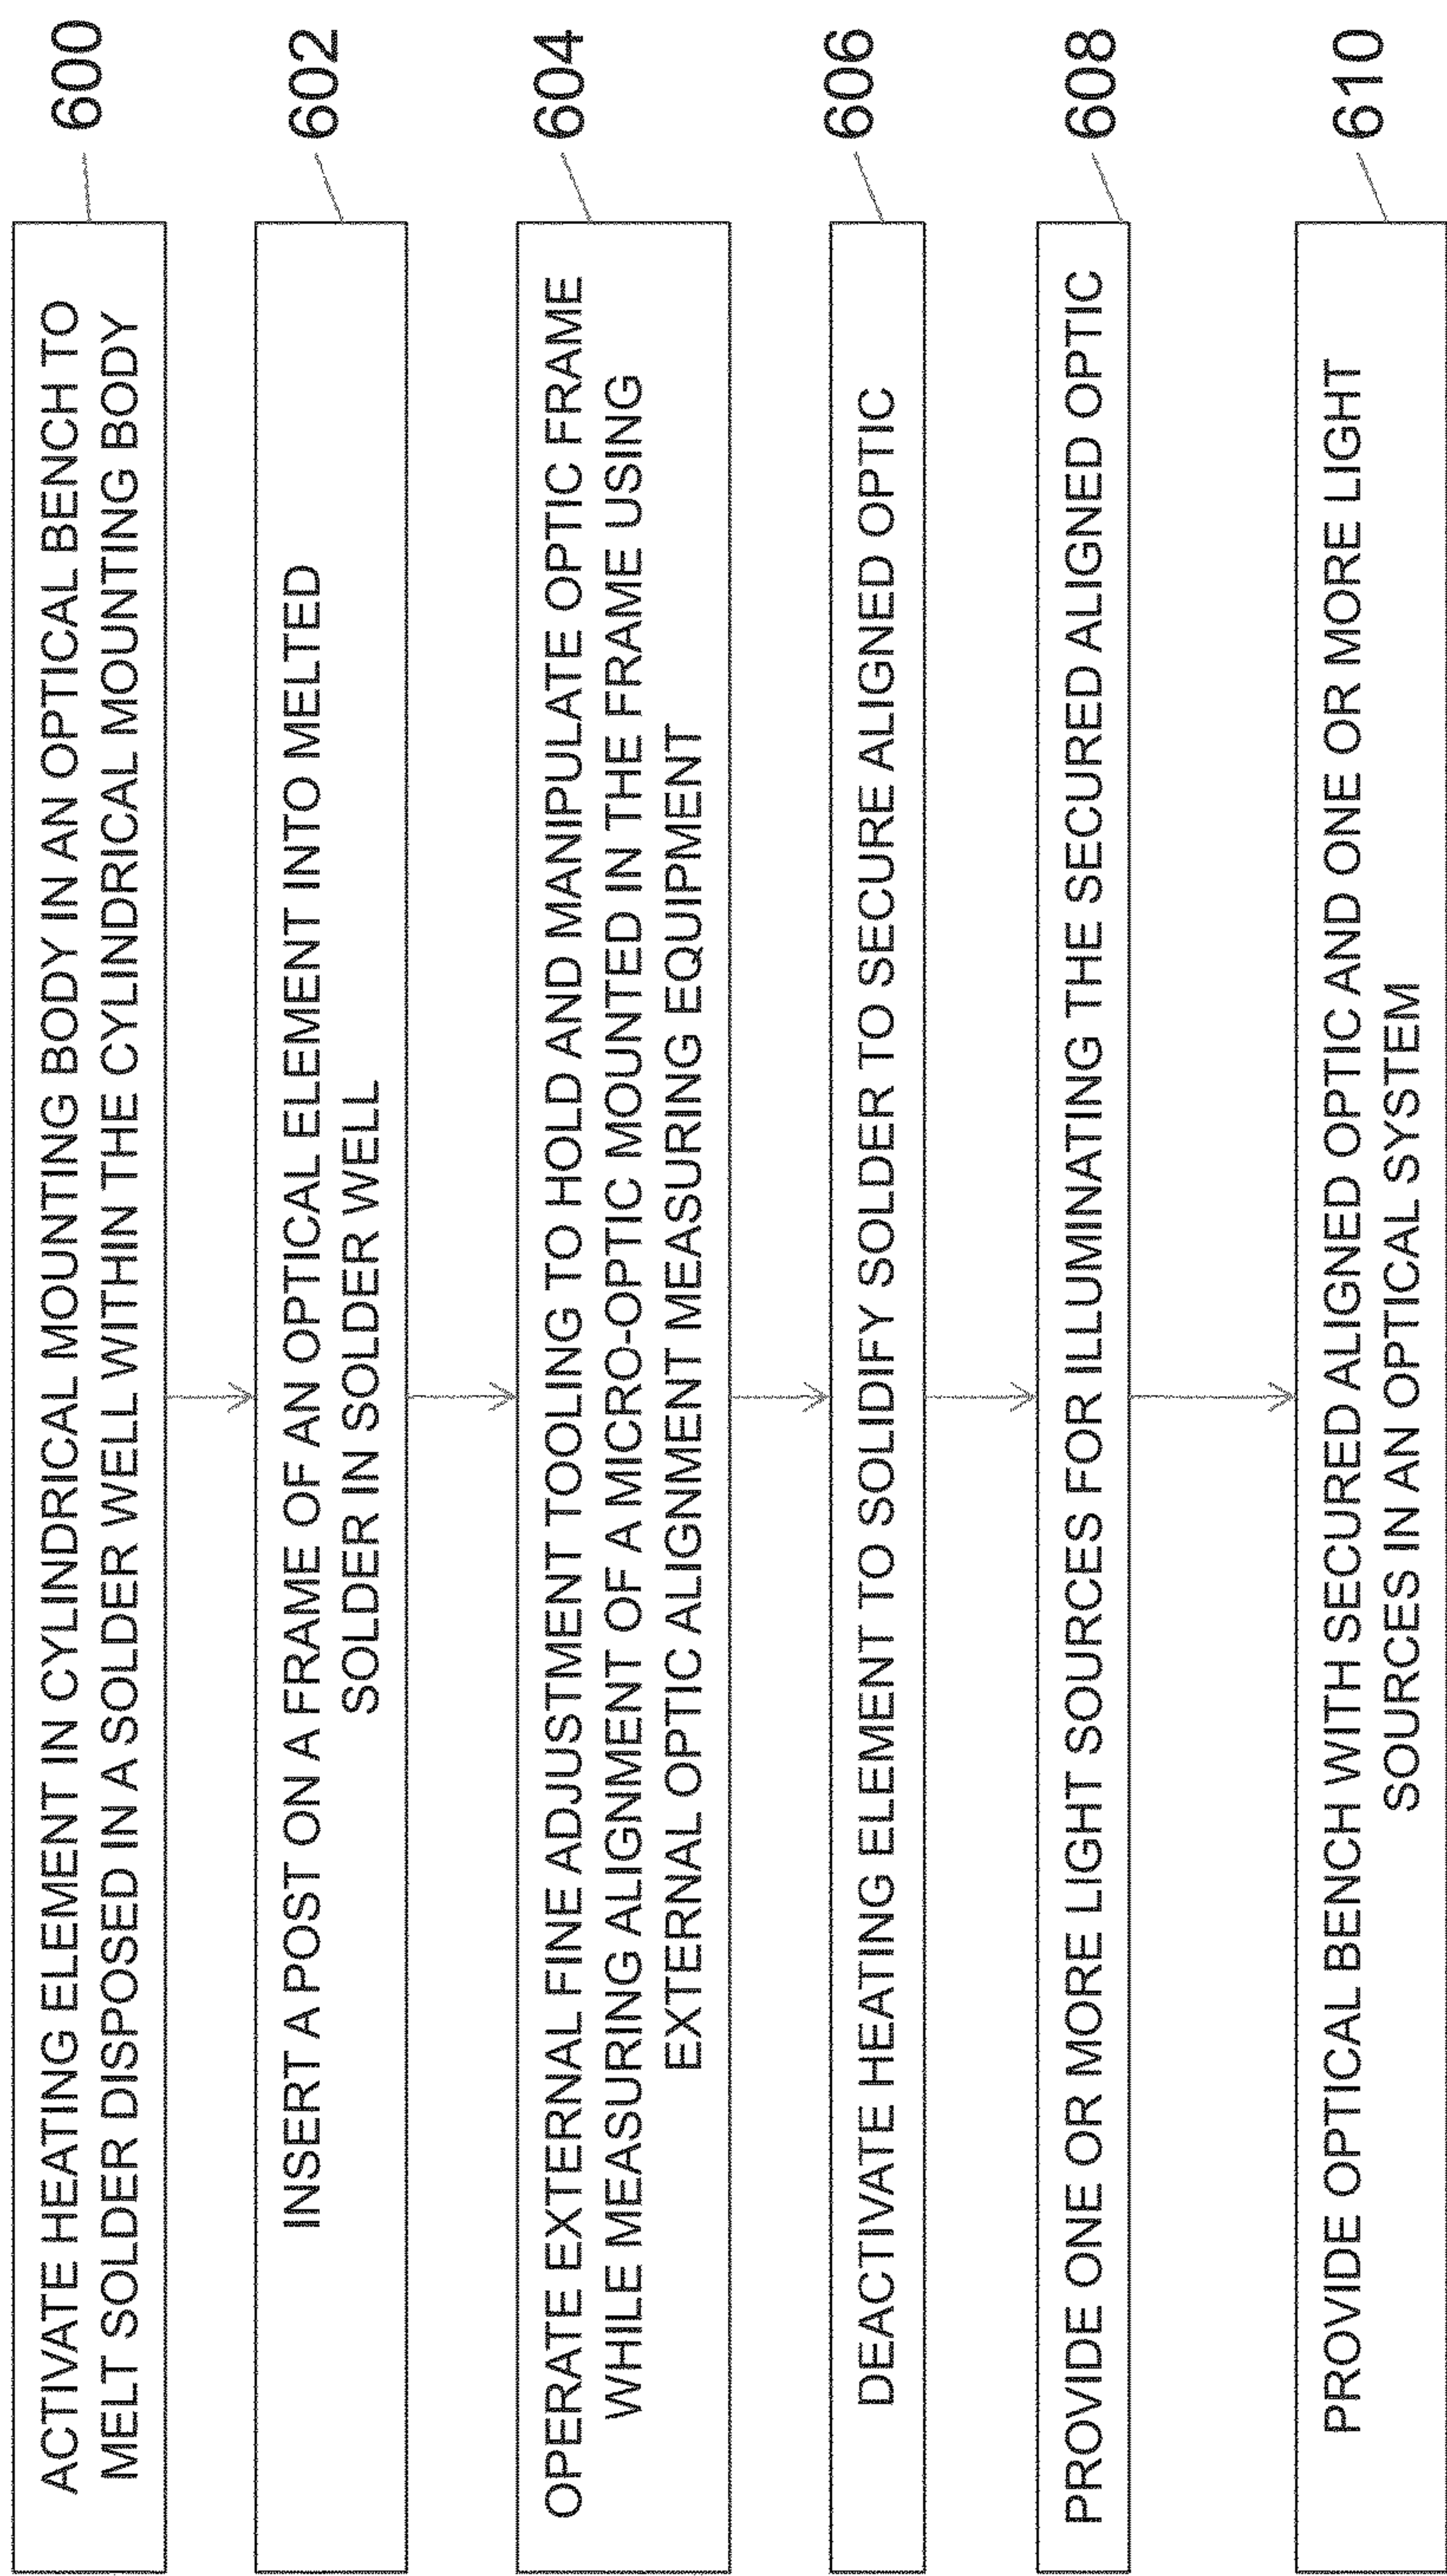 ACTIVATE HEATING ELEMENT IN CYLINDRICAL MOUNTING BODY IN AN OPTICAL BENCH TO
MELT SOLDER DISPOSED IN A SOLDER WELL WITHIN THE CYLINDRICAL MOUNTING BODY
600
INSERT A POST ON A FRAME OF AN OPTICAL ELEMENT INTO MELTED
SOLDER IN SOLDER WELL
602
OPERATE EXTERNAL FINE ADJUSTMENT TOOLING TO HOLD AND MANIPULATE OPTIC FRAME
WHILE MEASURING ALIGNMENT OF A MICRO-OPTIC MOUNTED IN THE FRAME USING
EXTERNAL OPTIC ALIGNMENT MEASURING EQUIPMENT
604
DEACTIVATE HEATING ELEMENT TO SOLIDIFY SOLDER TO SECURE ALIGNED OPTIC
606
PROVIDE ONE OR MORE LIGHT SOURCES FOR ILLUMINATING THE SECURED ALIGNED OPTIC
608
PROVIDE OPTICAL BENCH WITH SECURED ALIGNED OPTIC AND ONE OR MORE LIGHT
SOURCES IN AN OPTICAL SYSTEM
610